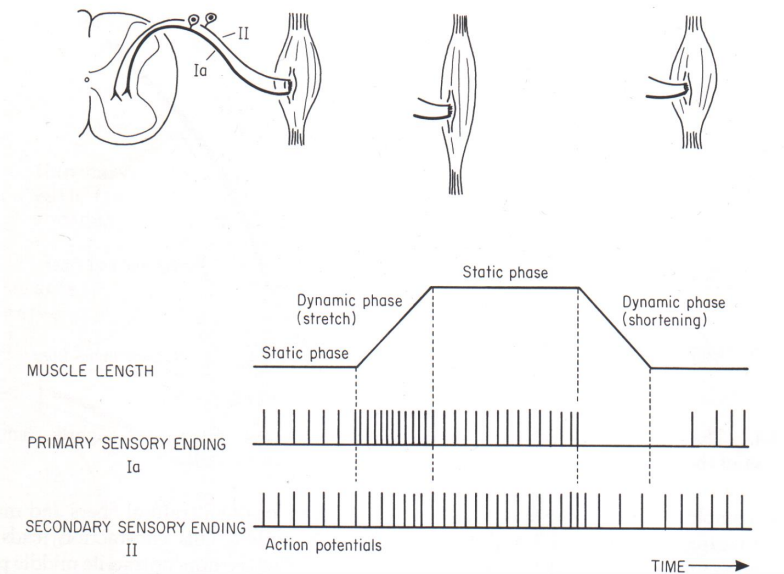 II
Ia
Static phase
Dynamic phase
(stretch)
Dynamic phase
(shortening)
Static phase
MUSCLE LENGTH
PRIMARY SENSORY ENDING
Ia
SECONDARY SENSORY ENDING
II
Action potentials
TIME